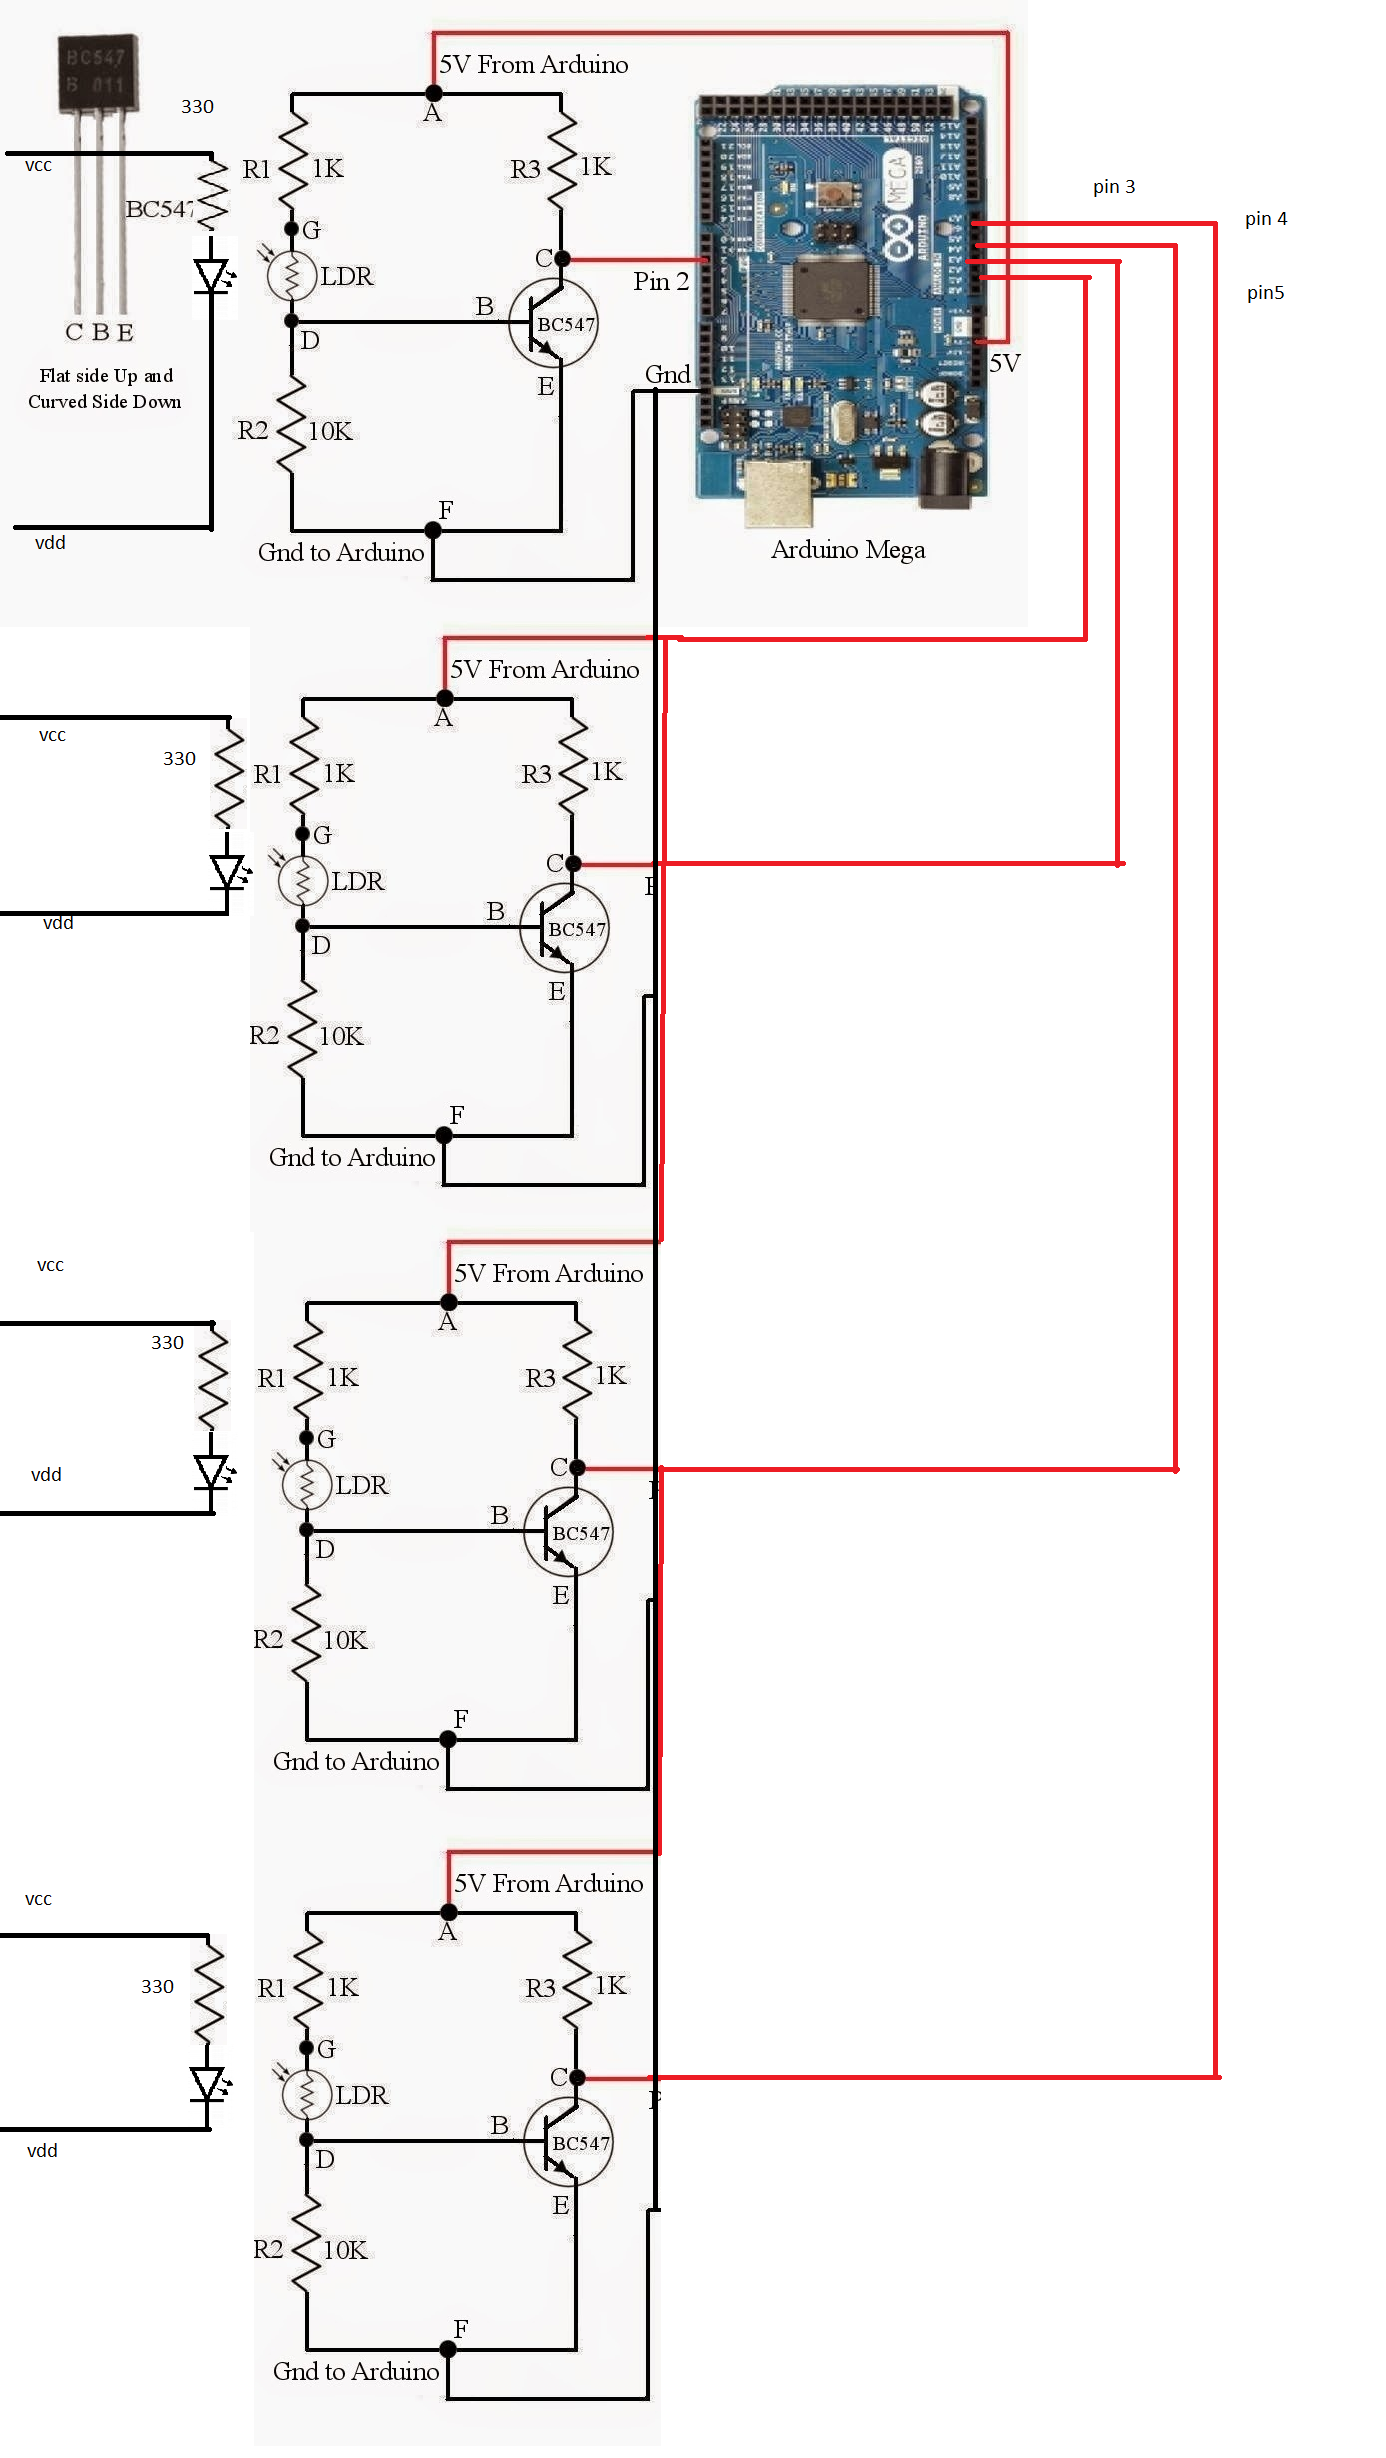 BC547
B 011
330
vcc
BC547
C B E
Flat side Up and
Curved Side Down
vdd
5V From Arduino
A
R1
1K
R3
1K
G
LDR
C
Pin 2
B
BC547
D
E
R2
10K
F
Gnd to Arduino
Gnd
MEGA
ARDUINO
5V
Arduino Mega
pin 3
pin 4
pin5
5V From Arduino
A
vcc
330
R1
1K
R3
1K
G
LDR
C
B
BC547
D
E
vdd
R2
10K
F
Gnd to Arduino
vcc
5V From Arduino
A
330
R1
1K
R3
1K
G
LDR
C
B
BC547
D
E
vdd
R2
10K
F
Gnd to Arduino
vcc
5V From Arduino
A
330
R1
1K
R3
1K
G
LDR
C
B
BC547
D
E
vdd
R2
10K
F
Gnd to Arduino